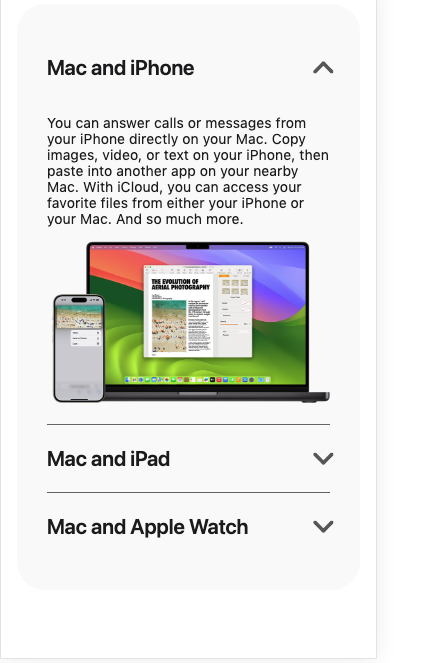 Mac and iPhone
You can answer calls or messages from
your iPhone directly on your Mac. Copy
images, video, or text on your iPhone, then
paste into another app on your nearby
Mac. With iCloud, you can access your
favorite files from either your iPhone or
your Mac. And so much more.
THE EVOLUTION OF
AERIAL PHOTOGRAPHY
Mac and iPad
Mac and Apple Watch